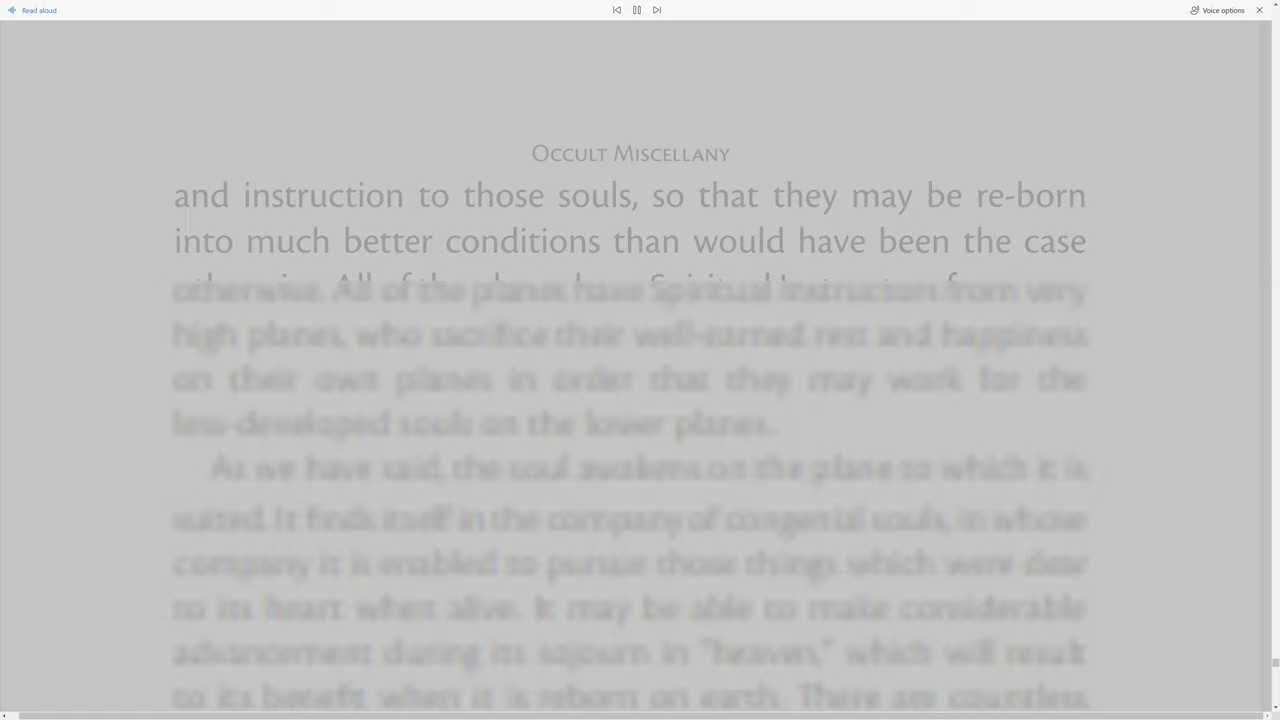 Read aloud
Voice options
OCCULT MISCELLANY
and instruction to those souls, so that they may be re-born
into much better conditions than would have been the case
otherwise. All of the planes have Spiritual Instructors from very
high planes, who sacrifice their well-earned rest and happiness
on their own planes in order that they may work for the
less-developed souls on the lower planes.
As we have said, the soul awakens on the plane to which it is
suited. It finds itself in the company of congenial souls, in whose
company it is enabled to pursue those things which were dear
to its heart when alive. It may be able to make considerable
advancement during its sojourn in "heaven," which will result
to its benefit when it is reborn on earth. There are countless